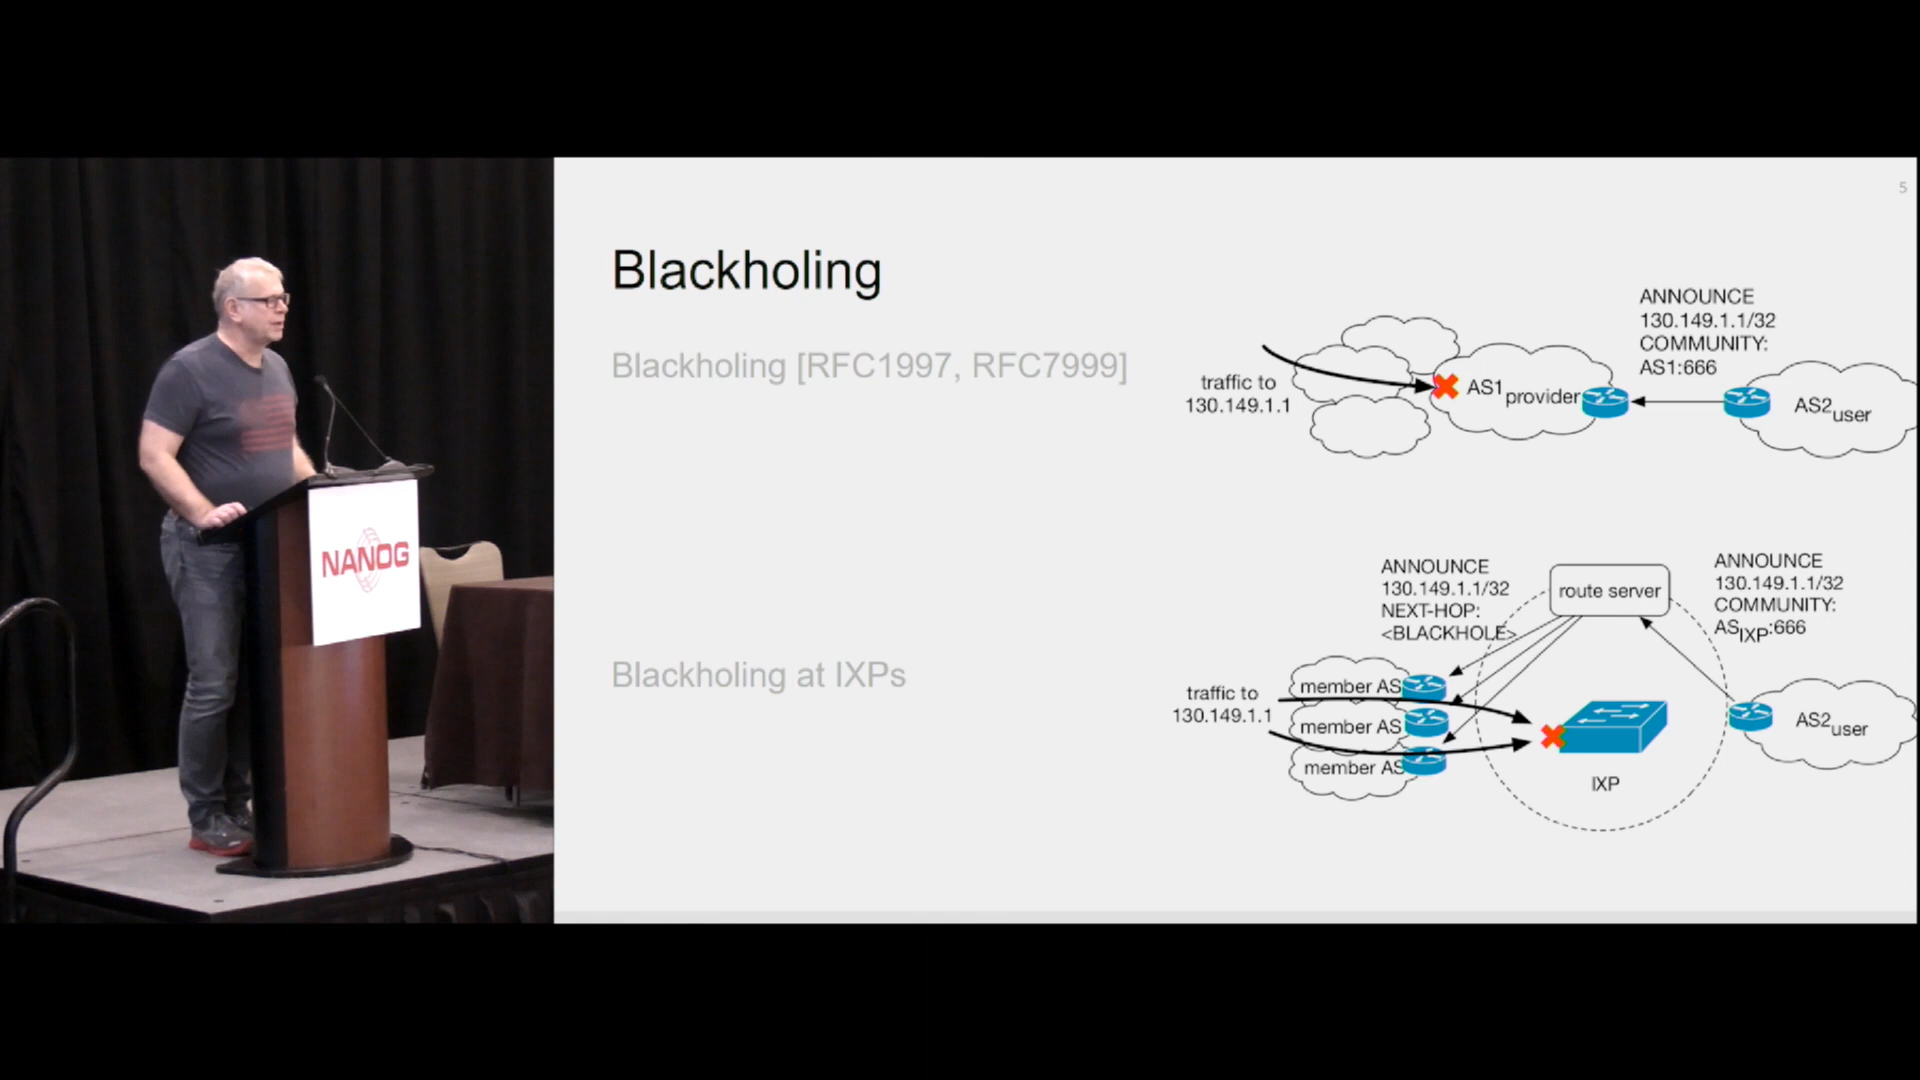 5
Blackholing
Blackholing [RFC1997, RFC7999]
ANNOUNCE
130.149.1.1/32
COMMUNITY:
AS1:666
traffic to
130.149.1.1
AS1provider
AS2user
Blackholing at IXPs
ANNOUNCE
130.149.1.1/32
NEXT-HOP:
<BLACKHOLE>
route server
ANNOUNCE
130.149.1.1/32
COMMUNITY:
ASIXP:666
traffic to
130.149.1.1
member AS
member AS
member AS
IXP
AS2user
NANOG